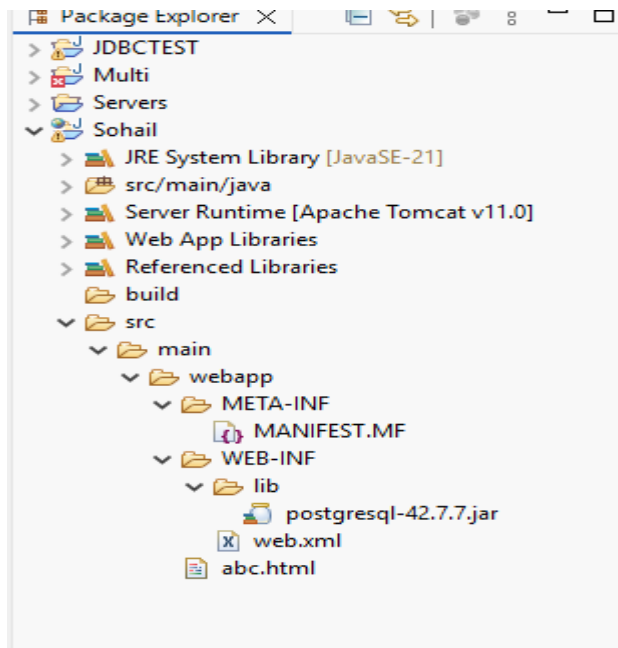 Package Explorer
JDBCTEST
Multi
Servers
Sohail
JRE System Library [JavaSE-21]
src/main/java
Server Runtime [Apache Tomcat v11.0]
Web App Libraries
Referenced Libraries
build
src
main
webapp
META-INF
MANIFEST.MF
WEB-INF
lib
postgresql-42.7.7.jar
web.xml
abc.html